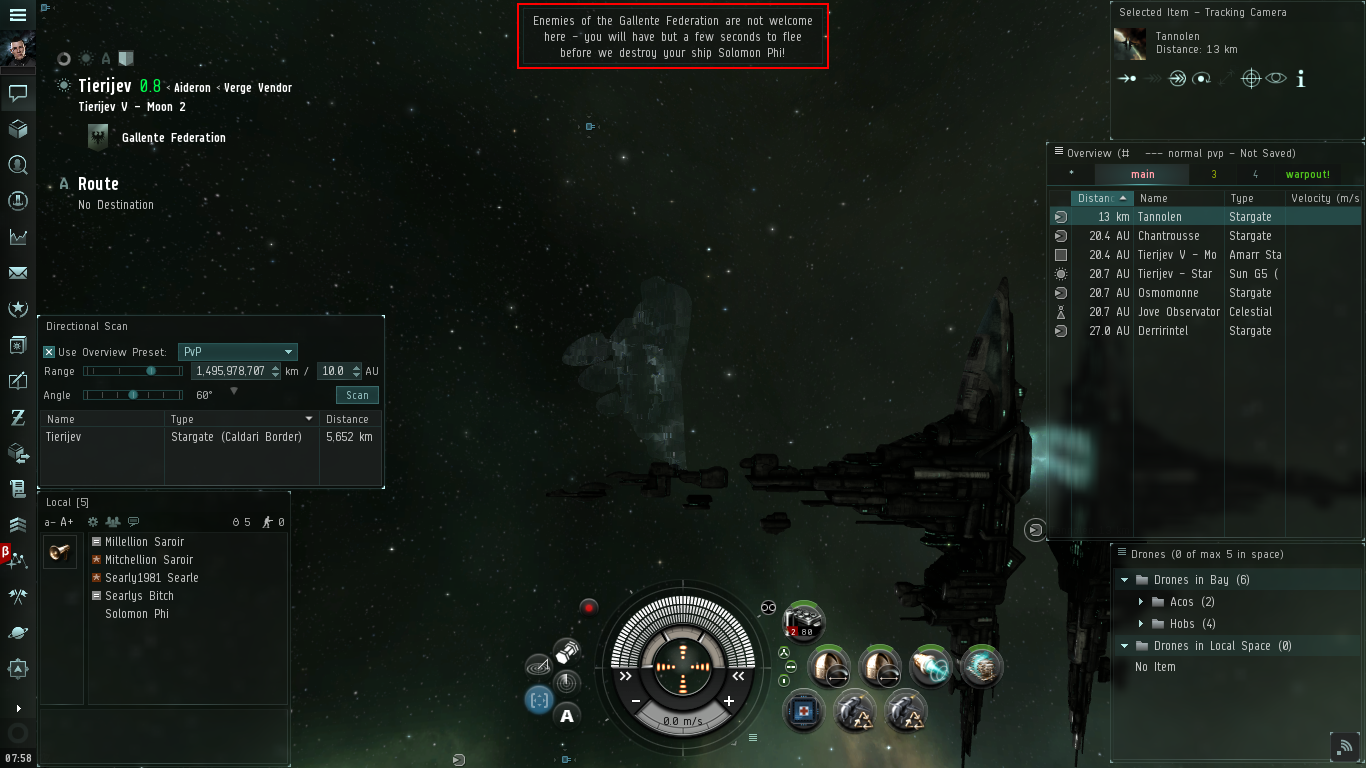 Enemies of the Gallente Federation are not welcome
here - you will have but a few seconds to flee
before we destroy your ship Solomon Phi!
Tierijev 0.8 < Aideron < Verge Vendor
Tierijev V - Moon 2
Gallente Federation
A Route
No Destination
Selected Item - Tracking Camera
Tannolen
Distance: 13 km
Overview (# --- normal pvp - Not Saved)
* main 3 4 warpout!
Distanc Name Type Velocity (m/s
13 km Tannolen Stargate
20.4 AU Chantrousse Stargate
20.4 AU Tierijev V - Mo Amarr Sta
20.7 AU Tierijev - Star Sun G5 (
20.7 AU Osmomonne Stargate
20.7 AU Jove Observator Celestial
27.0 AU Derririntel Stargate
Directional Scan
Use Overview Preset: PvP
Range 1,495,978,707 km / 10.0 AU
Angle 60° Scan
Name Type Distance
Tierijev Stargate (Caldari Border) 5,652 km
Local [5]
a- A+ 5 0
Millellion Saroir
Mitchellion Saroir
Searly1981 Searle
Searlys Bitch
Solomon Phi
β
07:58
A
0.0 m/s
2 80
Drones (0 of max 5 in space)
Drones in Bay (6)
Acos (2)
Hobs (4)
Drones in Local Space (0)
No Item